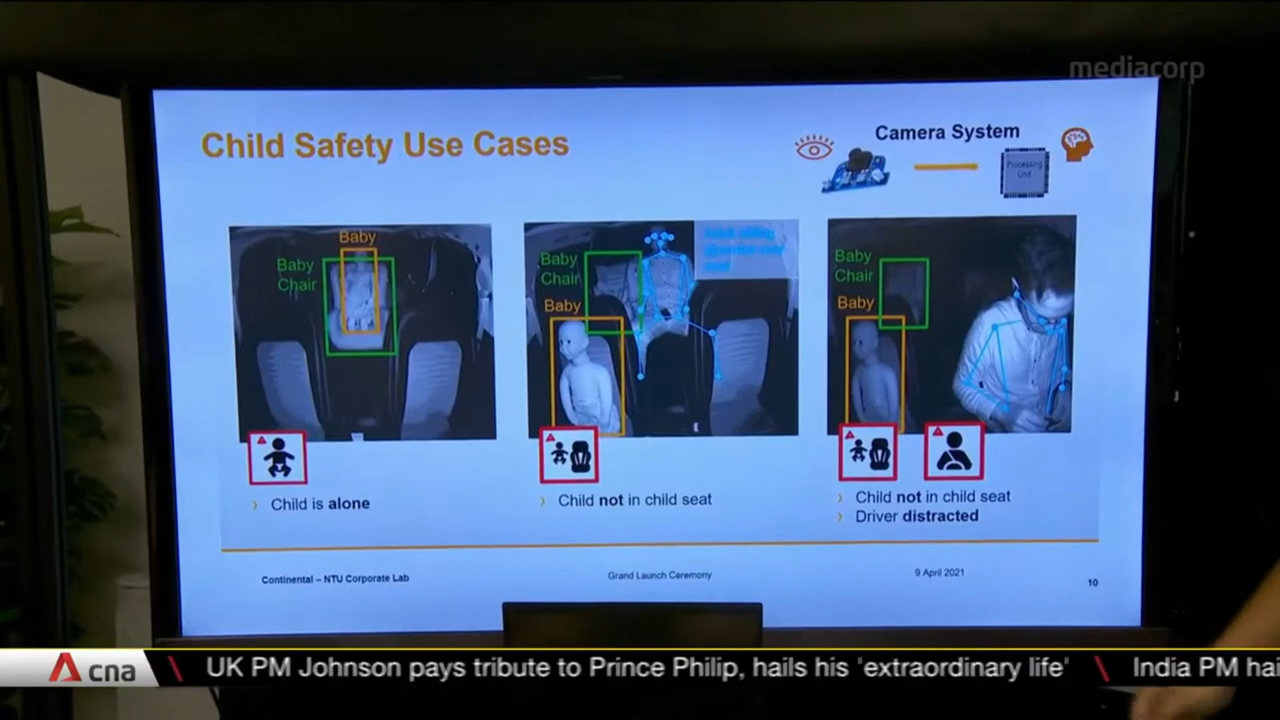 mediacorp
Child Safety Use Cases
Camera System
Processing
Unit
Baby
Baby
Chair
Baby
Chair
Baby
Baby
Chair
Baby
› Child is alone
› Child not in child seat
› Child not in child seat
› Driver distracted
Continental – NTU Corporate Lab
Grand Launch Ceremony
9 April 2021
10
cna
UK PM Johnson pays tribute to Prince Philip, hails his 'extraordinary life' \ India PM hai